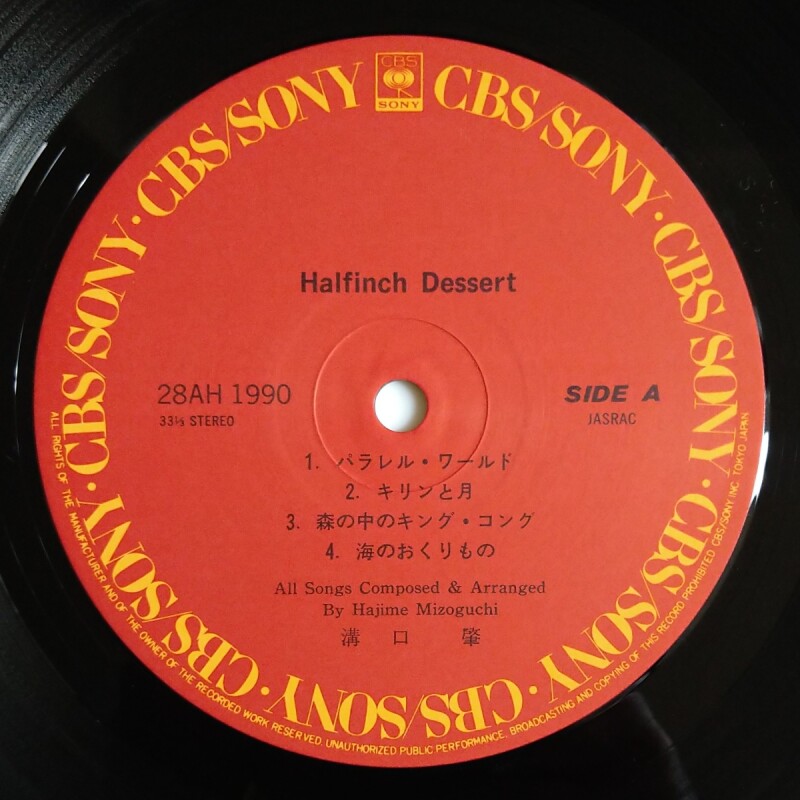 CBS
SONY
CBS/SONY · CBS/SONY · CBS/SONY · CBS/SONY · CBS/SONY · CBS/SONY · CBS/SONY · CBS/SONY
Halfinch Dessert
28AH 1990
33⅓ STEREO
SIDE A
JASRAC
1. パラレル・ワールド
2. キリンと月
3. 森の中のキング・コング
4. 海のおくりもの
All Songs Composed & Arranged
By Hajime Mizoguchi
溝口 肇
ALL RIGHTS OF THE MANUFACTURER AND OF THE OWNER OF THE RECORDED WORK RESERVED. UNAUTHORIZED PUBLIC PERFORMANCE, BROADCASTING AND COPYING OF THIS RECORD PROHIBITED CBS/SONY INC. TOKYO JAPAN